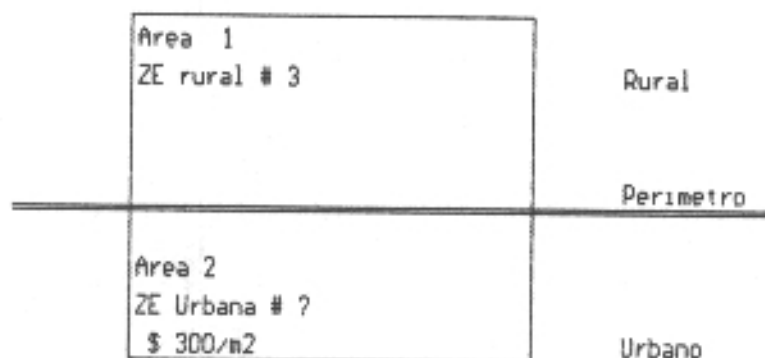 Area 1
ZE rural # 3
Rural
Perimetro
Area 2
ZE Urbana # ?
$ 300/m2
Urbano